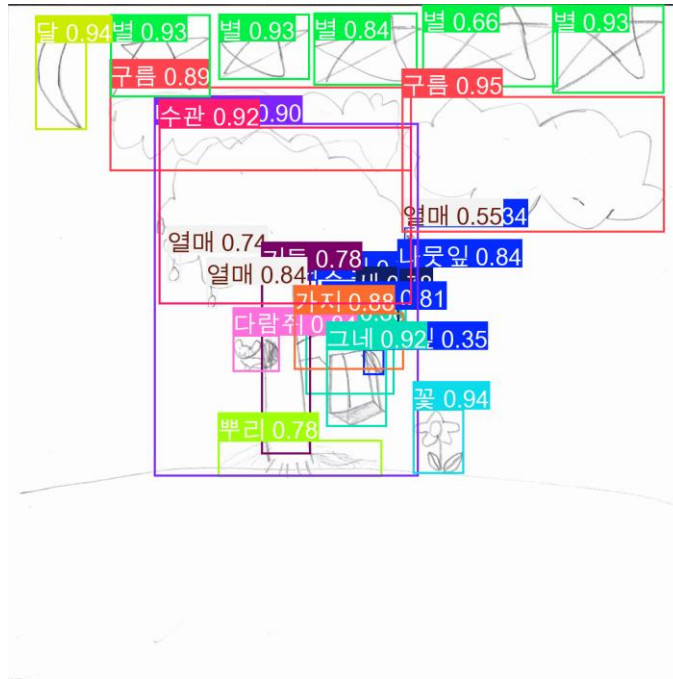 달 0.94
별 0.93
별 0.93
별 0.84
별 0.66
별 0.93
구름 0.89
구름 0.95
수관 0.92
0.90
열매 0.55
34
열매 0.74
0.78
나뭇잎 0.84
열매 0.84
가지 0.88
0.81
다람쥐
그네 0.92
0.35
꽃 0.94
뿌리 0.78